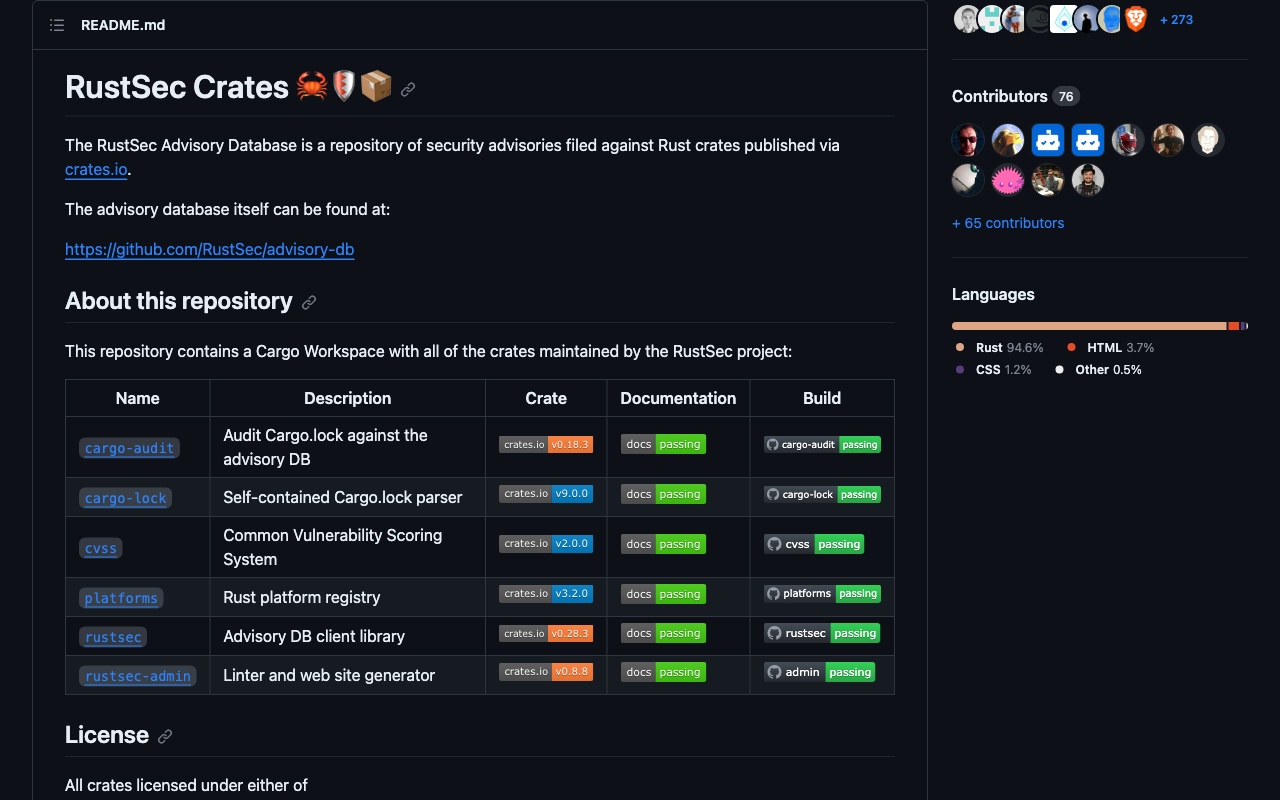 README.md
+ 273
RustSec Crates 🦀🛡️📦
The RustSec Advisory Database is a repository of security advisories filed against Rust crates published via
crates.io.
The advisory database itself can be found at:
https://github.com/RustSec/advisory-db
About this repository
This repository contains a Cargo Workspace with all of the crates maintained by the RustSec project:
Name Description Crate Documentation Build
cargo-audit Audit Cargo.lock against the advisory DB crates.io v0.18.3 docs passing cargo-audit passing
cargo-lock Self-contained Cargo.lock parser crates.io v9.0.0 docs passing cargo-lock passing
cvss Common Vulnerability Scoring System crates.io v2.0.0 docs passing cvss passing
platforms Rust platform registry crates.io v3.2.0 docs passing platforms passing
rustsec Advisory DB client library crates.io v0.28.3 docs passing rustsec passing
rustsec-admin Linter and web site generator crates.io v0.8.8 docs passing admin passing
License
All crates licensed under either of
Contributors 76
+ 65 contributors
Languages
Rust 94.6% HTML 3.7%
CSS 1.2% Other 0.5%